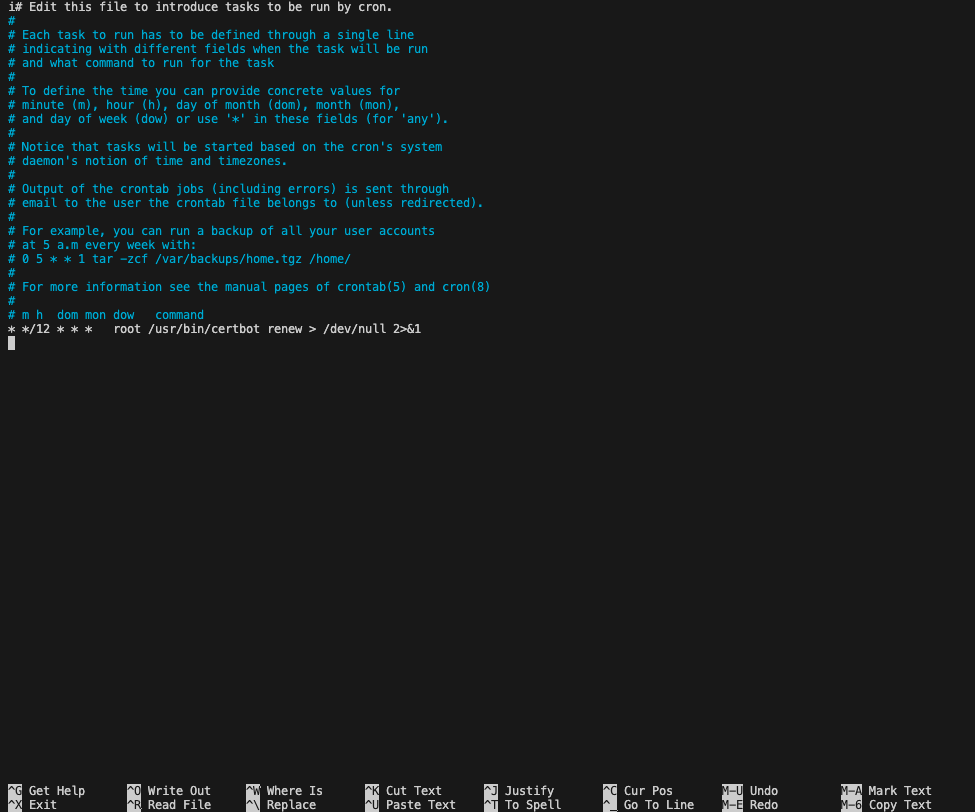 i# Edit this file to introduce tasks to be run by cron.
#
# Each task to run has to be defined through a single line
# indicating with different fields when the task will be run
# and what command to run for the task
#
# To define the time you can provide concrete values for
# minute (m), hour (h), day of month (dom), month (mon),
# and day of week (dow) or use '*' in these fields (for 'any').
#
# Notice that tasks will be started based on the cron's system
# daemon's notion of time and timezones.
#
# Output of the crontab jobs (including errors) is sent through
# email to the user the crontab file belongs to (unless redirected).
#
# For example, you can run a backup of all your user accounts
# at 5 a.m every week with:
# 0 5 * * 1 tar -zcf /var/backups/home.tgz /home/
#
# For more information see the manual pages of crontab(5) and cron(8)
#
# m h  dom mon dow   command
* */12 * * *   root /usr/bin/certbot renew > /dev/null 2>&1
^G Get Help ^O Write Out ^W Where Is ^K Cut Text ^J Justify ^C Cur Pos M-U Undo M-A Mark Text
^X Exit ^R Read File ^\ Replace ^U Paste Text ^T To Spell ^_ Go To Line M-E Redo M-6 Copy Text